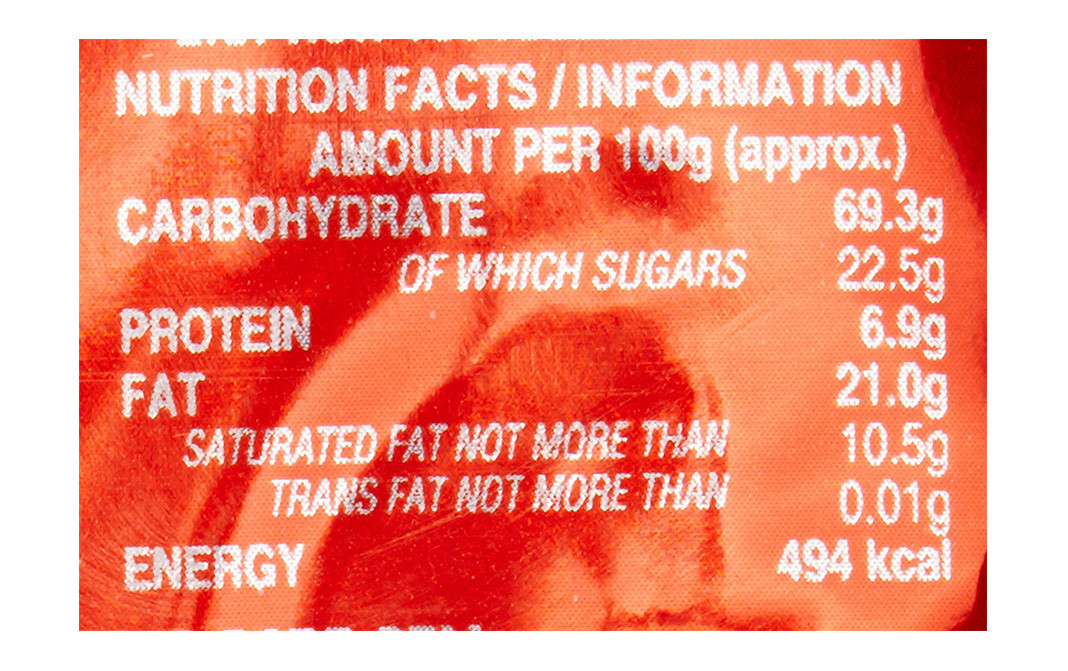 NUTRITION FACTS / INFORMATION
AMOUNT PER 100g (approx.)
CARBOHYDRATE 69.3g
OF WHICH SUGARS 22.5g
PROTEIN 6.9g
FAT 21.0g
SATURATED FAT NOT MORE THAN 10.5g
TRANS FAT NOT MORE THAN 0.01g
ENERGY 494 kcal